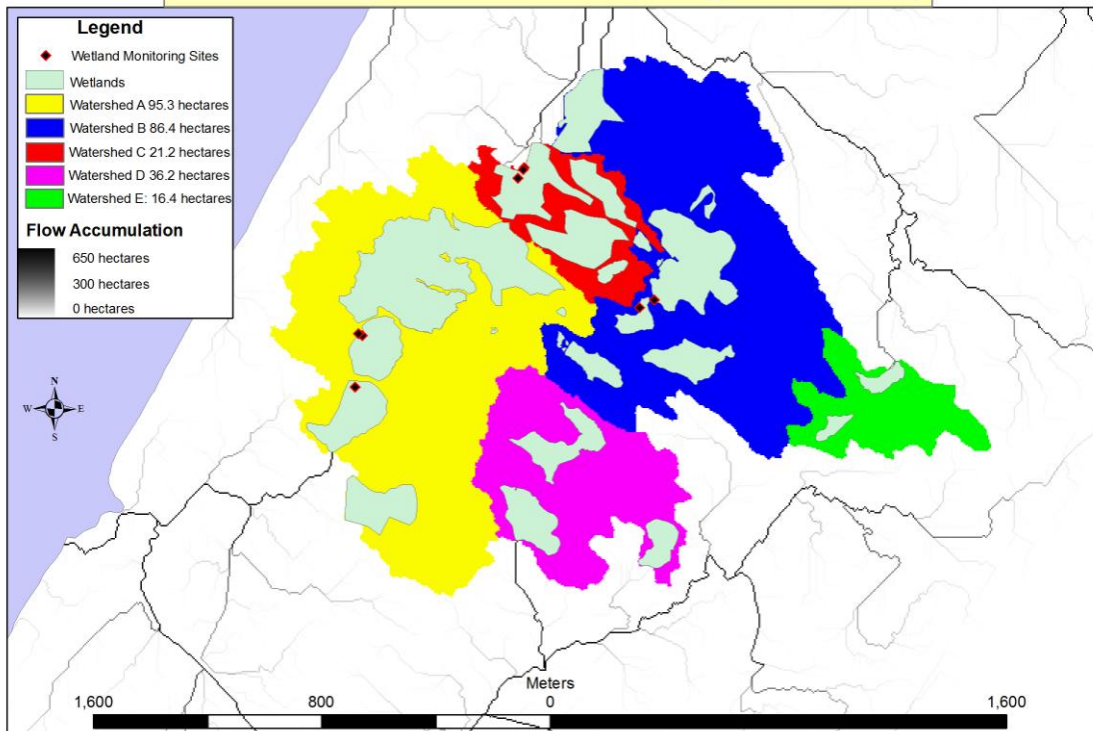 Legend
Wetland Monitoring Sites
Wetlands
Watershed A 95.3 hectares
Watershed B 86.4 hectares
Watershed C 21.2 hectares
Watershed D 36.2 hectares
Watershed E: 16.4 hectares
Flow Accumulation
650 hectares
300 hectares
0 hectares
N
W E
S
Meters
1,600 800 0 1,600